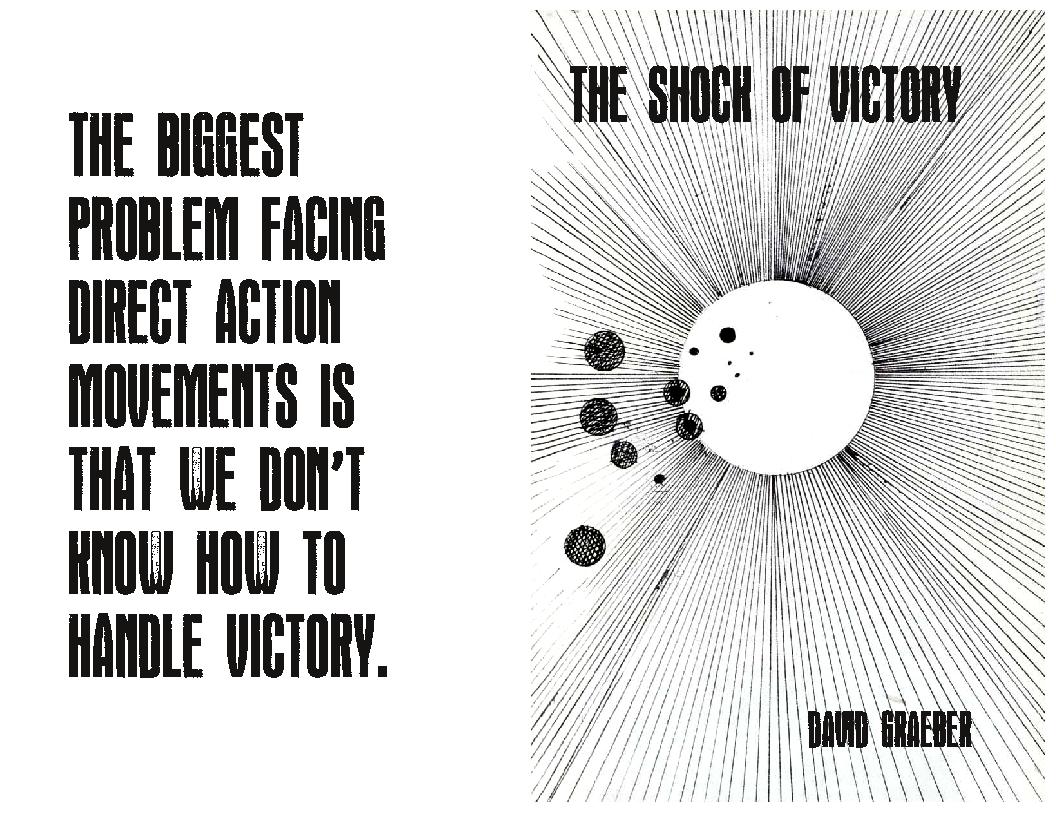 THE BIGGEST
PROBLEM FACING
DIRECT ACTION
MOVEMENTS IS
THAT WE DON'T
KNOW HOW TO
HANDLE VICTORY.
THE SHOCK OF VICTORY
DAVID GRAEBER